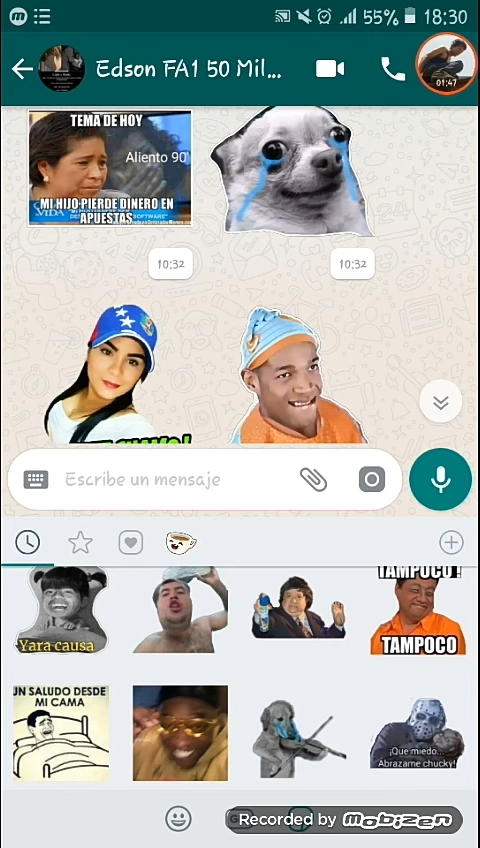 55% 18:30
Edson FA1 50 Mil...
01:47
TEMA DE HOY
Aliento 90'
MI HIJO PIERDE DINERO EN
VIDA
SOFTWARE"
APUESTAS
10:32
10:32
Escribe un mensaje
Yara causa
TAMPOCO!
TAMPOCO
UN SALUDO DESDE
MI CAMA
¡Que miedo...
Abrazame chucky!
Recorded by MOBIZEN